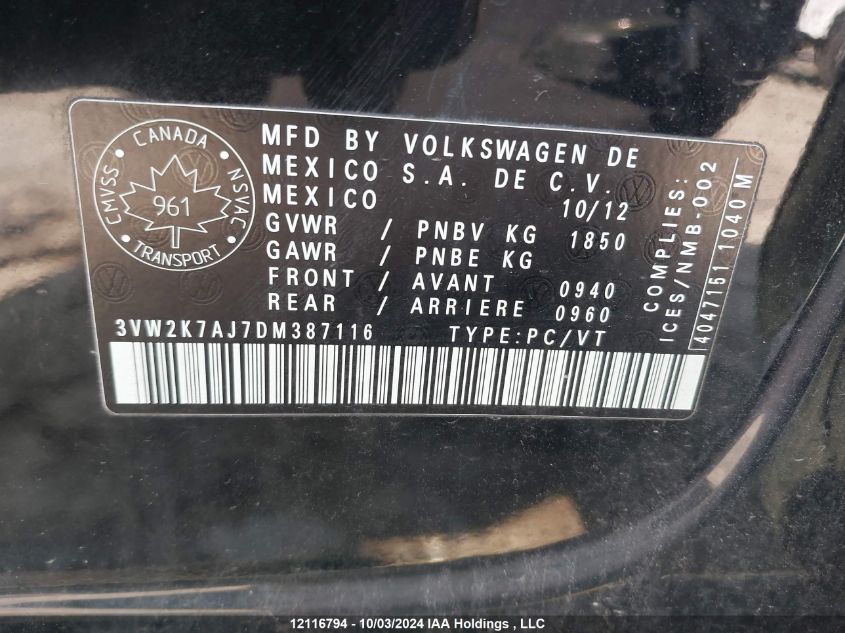 CANADA
CMVSS
NSVAC
961
TRANSPORT
MFD BY VOLKSWAGEN DE
MEXICO S.A. DE C.V.
MEXICO 10/12
GVWR / PNBV KG 1850
GAWR / PNBE KG
FRONT / AVANT 0940
REAR / ARRIERE 0960
3VW2K7AJ7DM387116 TYPE:PC/VT
COMPLIES:
ICES/NMB-002
4047151 1040 M
12116794 - 10/03/2024 IAA Holdings , LLC